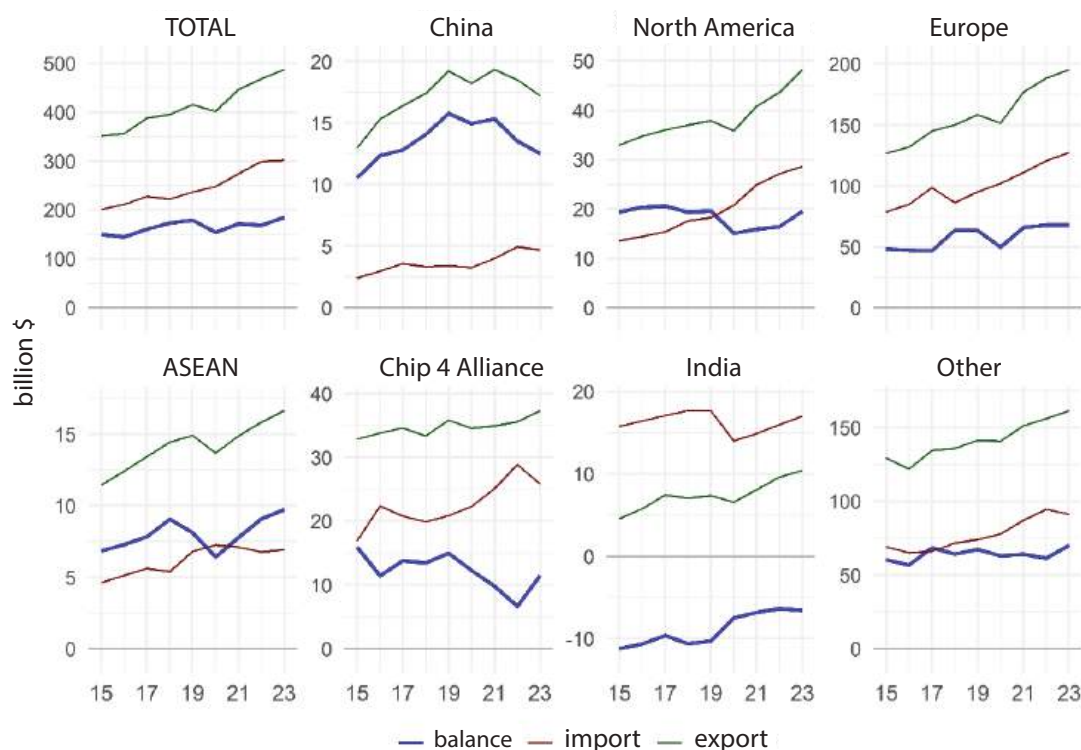 TOTAL China North America Europe
500 20 50 200
400 40
15 150
300 30
10 100
200 20
100 5 10 50
0 0 0 0
billion $
ASEAN Chip 4 Alliance India Other
40 20
15 150
30 10
10 100
20
0
5 10 50
-10
0 0 0
15 17 19 21 23 15 17 19 21 23 15 17 19 21 23 15 17 19 21 23
balance import export